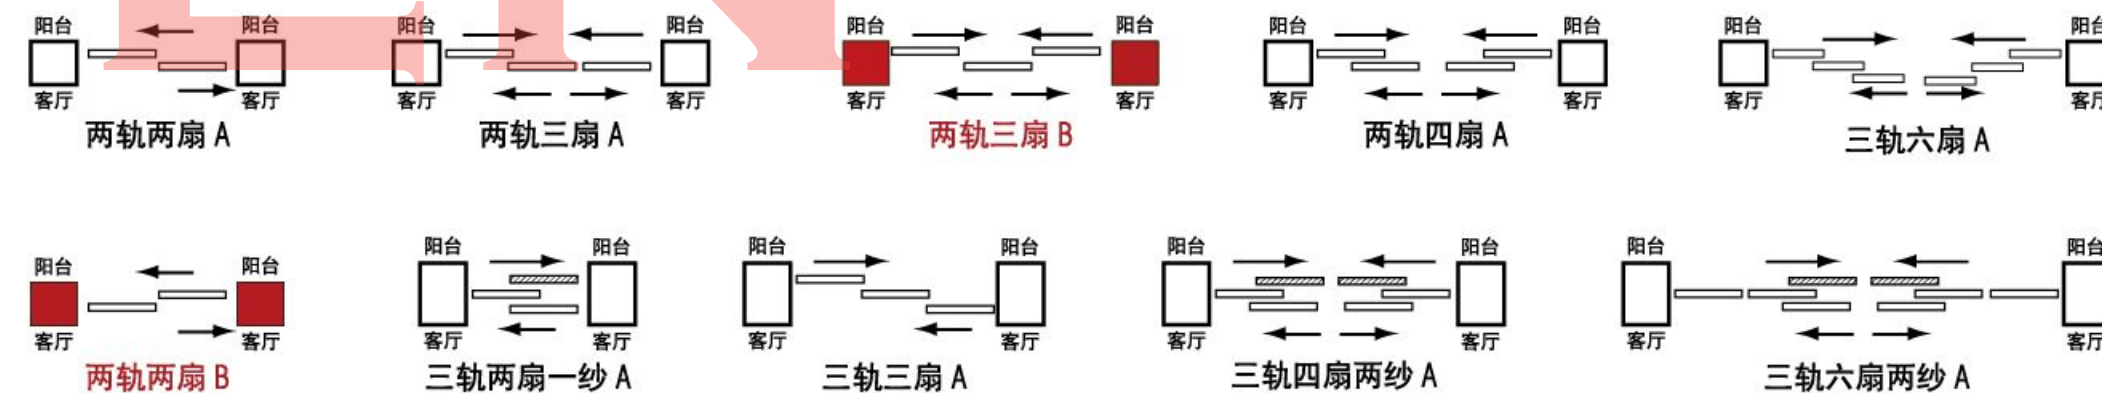 阳台 阳台 阳台 阳台 阳台 阳台 阳台 阳台 阳台
客厅 客厅 客厅 客厅 客厅 客厅 客厅 客厅 客厅
两轨两扇 A 两轨三扇 A 两轨三扇 B 两轨四扇 A 三轨六扇 A
阳台 阳台 阳台 阳台 阳台 阳台 阳台 阳台 阳台 阳台
客厅 客厅 客厅 客厅 客厅 客厅 客厅 客厅 客厅
两轨两扇 B 三轨两扇一纱 A 三轨三扇 A 三轨四扇两纱 A 三轨六扇两纱 A